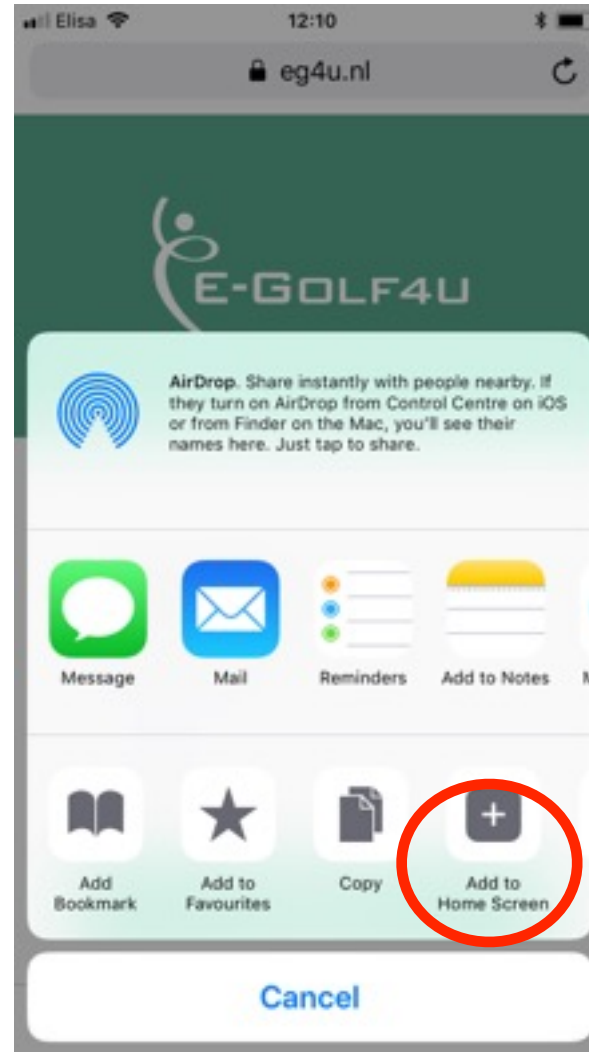 Elisa
12:10
eg4u.nl
E-GOLF4U
AirDrop. Share instantly with people nearby. If
they turn on AirDrop from Control Centre on iOS
or from Finder on the Mac, you'll see their
names here. Just tap to share.
Message
Mail
Reminders
Add to Notes
Add
Bookmark
Add to
Favourites
Copy
Add to
Home Screen
Cancel